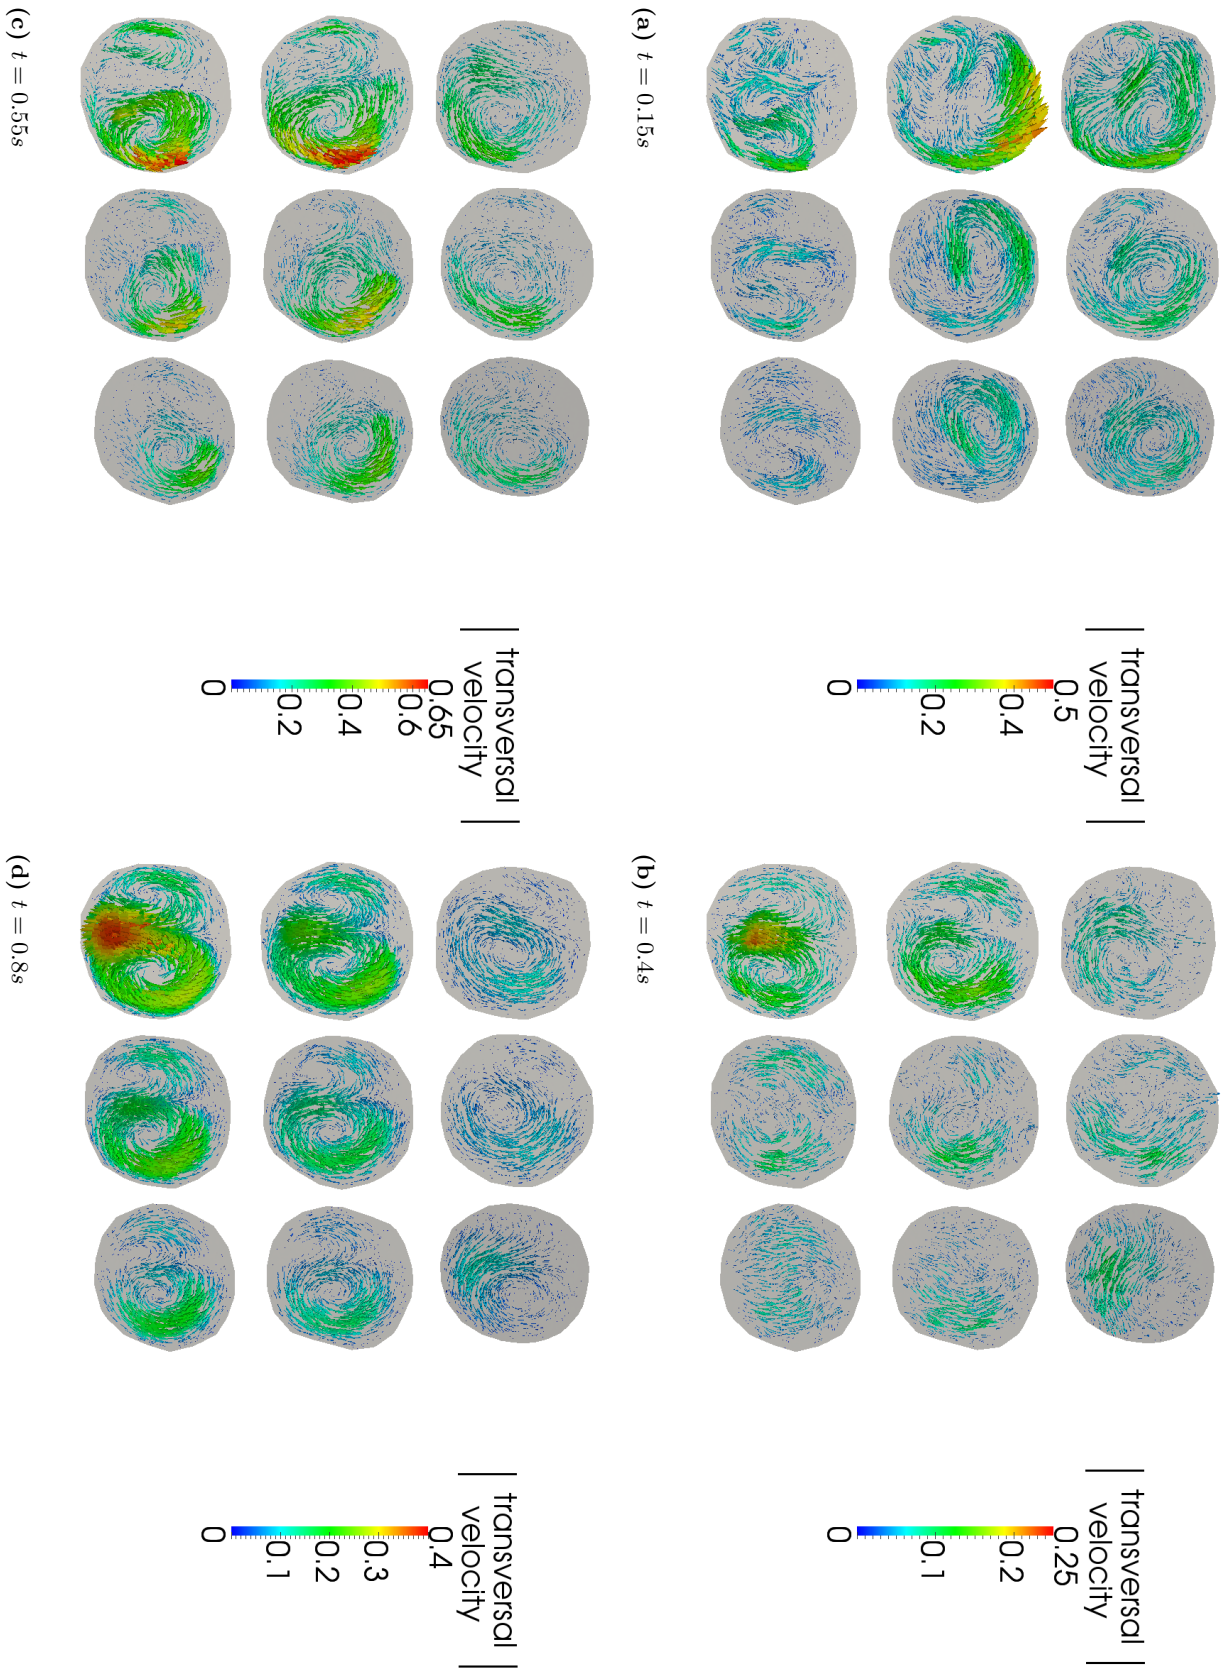 | transversal |
velocity
0.5
0.4
0.2
0
(a) t = 0.15s
| transversal |
velocity
0.25
0.2
0.1
0
(b) t = 0.4s
| transversal |
velocity
0.65
0.6
0.4
0.2
0
(c) t = 0.55s
| transversal |
velocity
0.4
0.3
0.2
0.1
0
(d) t = 0.8s